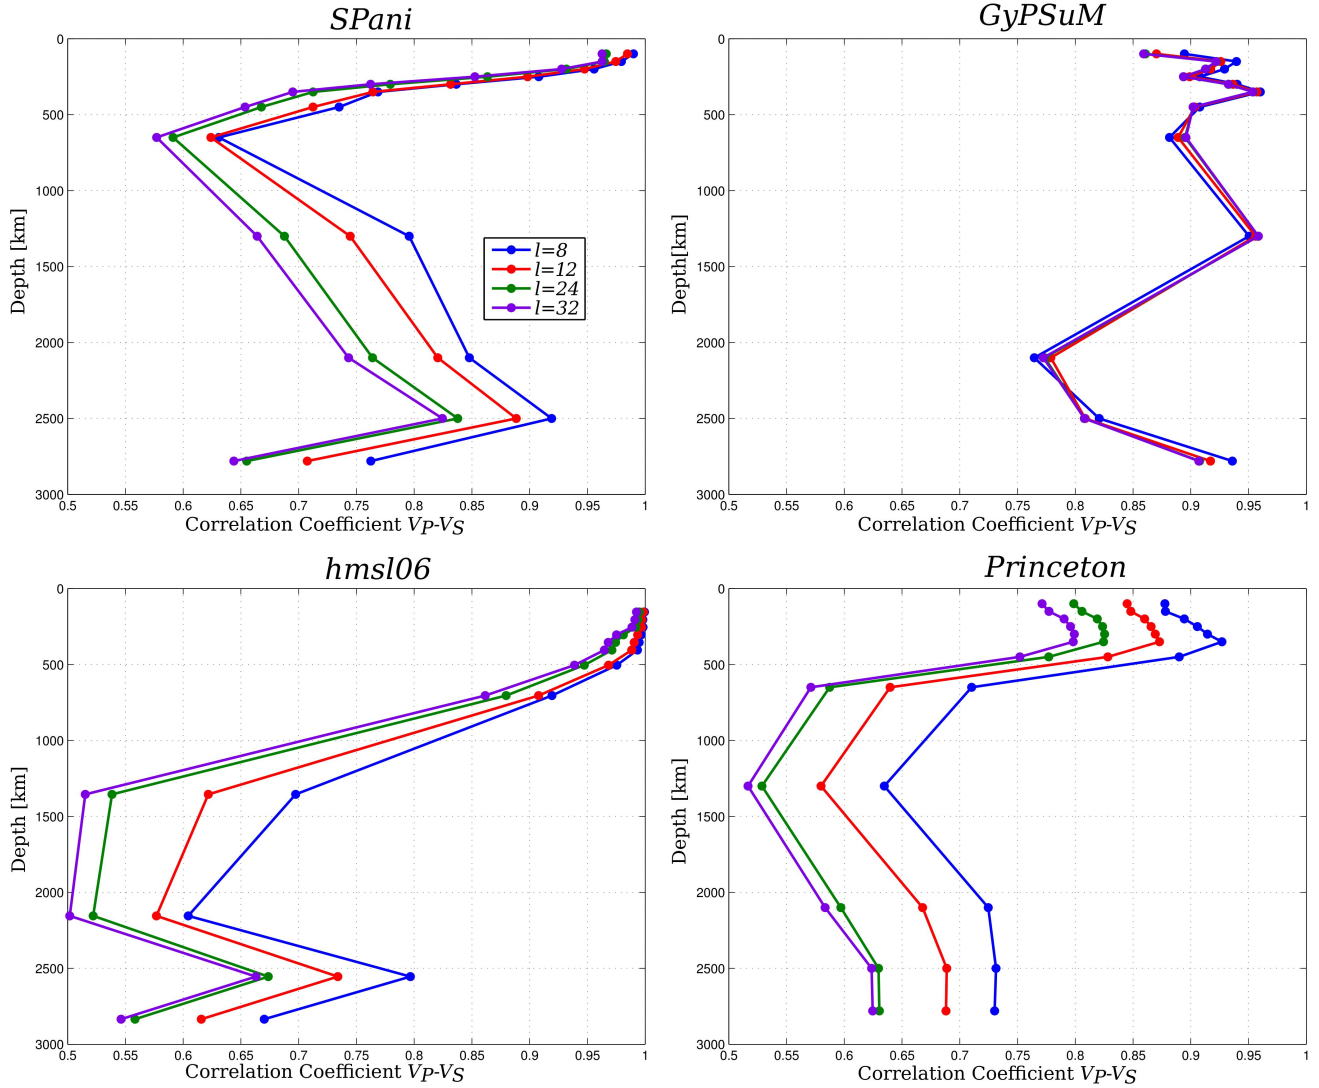 SPani
0
500
1000
1500
2000
2500
3000
0.5 0.55 0.6 0.65 0.7 0.75 0.8 0.85 0.9 0.95 1
Depth [km]
Correlation Coefficient VP-VS
l=8
l=12
l=24
l=32
GyPSuM
0
500
1000
1500
2000
2500
3000
0.5 0.55 0.6 0.65 0.7 0.75 0.8 0.85 0.9 0.95 1
Depth[km]
Correlation Coefficient VP-VS
hmsl06
0
500
1000
1500
2000
2500
3000
0.5 0.55 0.6 0.65 0.7 0.75 0.8 0.85 0.9 0.95 1
Depth [km]
Correlation Coefficient VP-VS
Princeton
0
500
1000
1500
2000
2500
3000
0.5 0.55 0.6 0.65 0.7 0.75 0.8 0.85 0.9 0.95 1
Depth [km]
Correlation Coefficient VP-VS